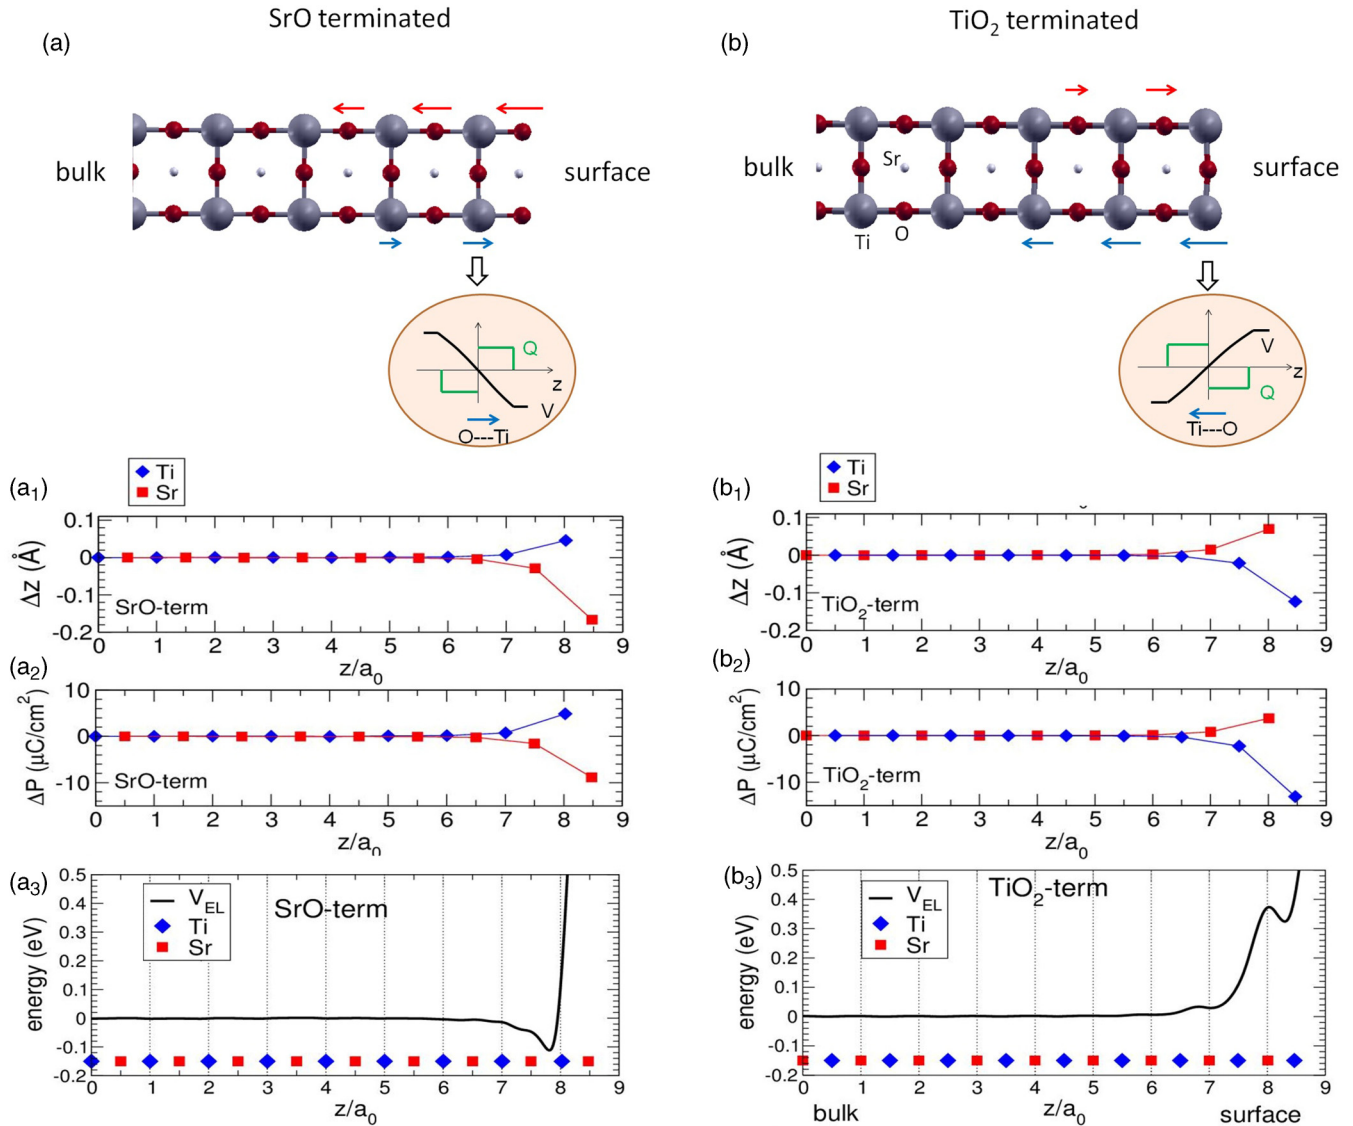 SrO terminated
(a)
bulk
surface
Q
z
V
O---Ti
TiO2 terminated
(b)
bulk
Sr
surface
Ti
O
V
z
Q
Ti---O
(a1)
Ti
Sr
0.1
0
-0.1
-0.2
Δz (Å)
SrO-term
0 1 2 3 4 5 6 7 8 9
z/a0
(b1)
Ti
Sr
0.1
0
-0.1
-0.2
Δz (Å)
TiO2-term
0 1 2 3 4 5 6 7 8 9
z/a0
(a2)
10
0
-10
ΔP (μC/cm2)
SrO-term
0 1 2 3 4 5 6 7 8 9
z/a0
(b2)
10
0
-10
ΔP (μC/cm2)
TiO2-term
0 1 2 3 4 5 6 7 8 9
z/a0
(a3)
0.5
0.4
0.3
0.2
0.1
0
-0.1
-0.2
energy (eV)
VEL
Ti
Sr
SrO-term
0 1 2 3 4 5 6 7 8 9
z/a0
(b3)
0.5
0.4
0.3
0.2
0.1
0
-0.1
-0.2
energy (eV)
VEL
Ti
Sr
TiO2-term
0 1 2 3 4 5 6 7 8 9
bulk
z/a0
surface